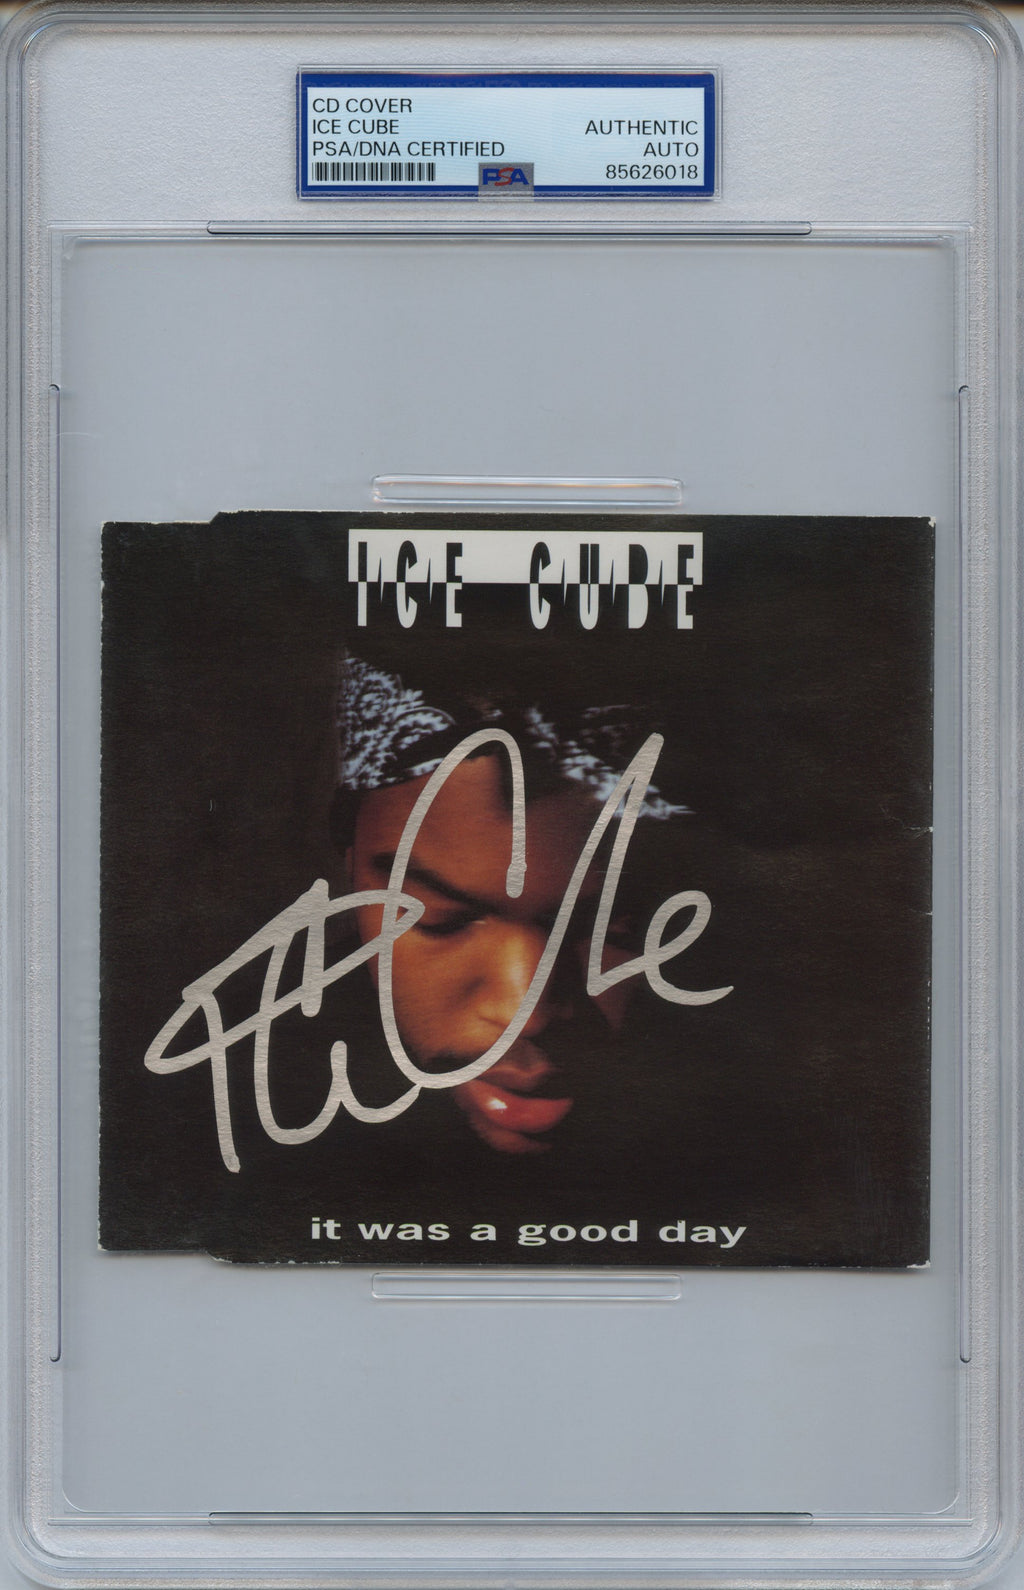 CD COVER
ICE CUBE
PSA/DNA CERTIFIED
AUTHENTIC
AUTO
85626018
PSA
ICE CUBE
it was a good day